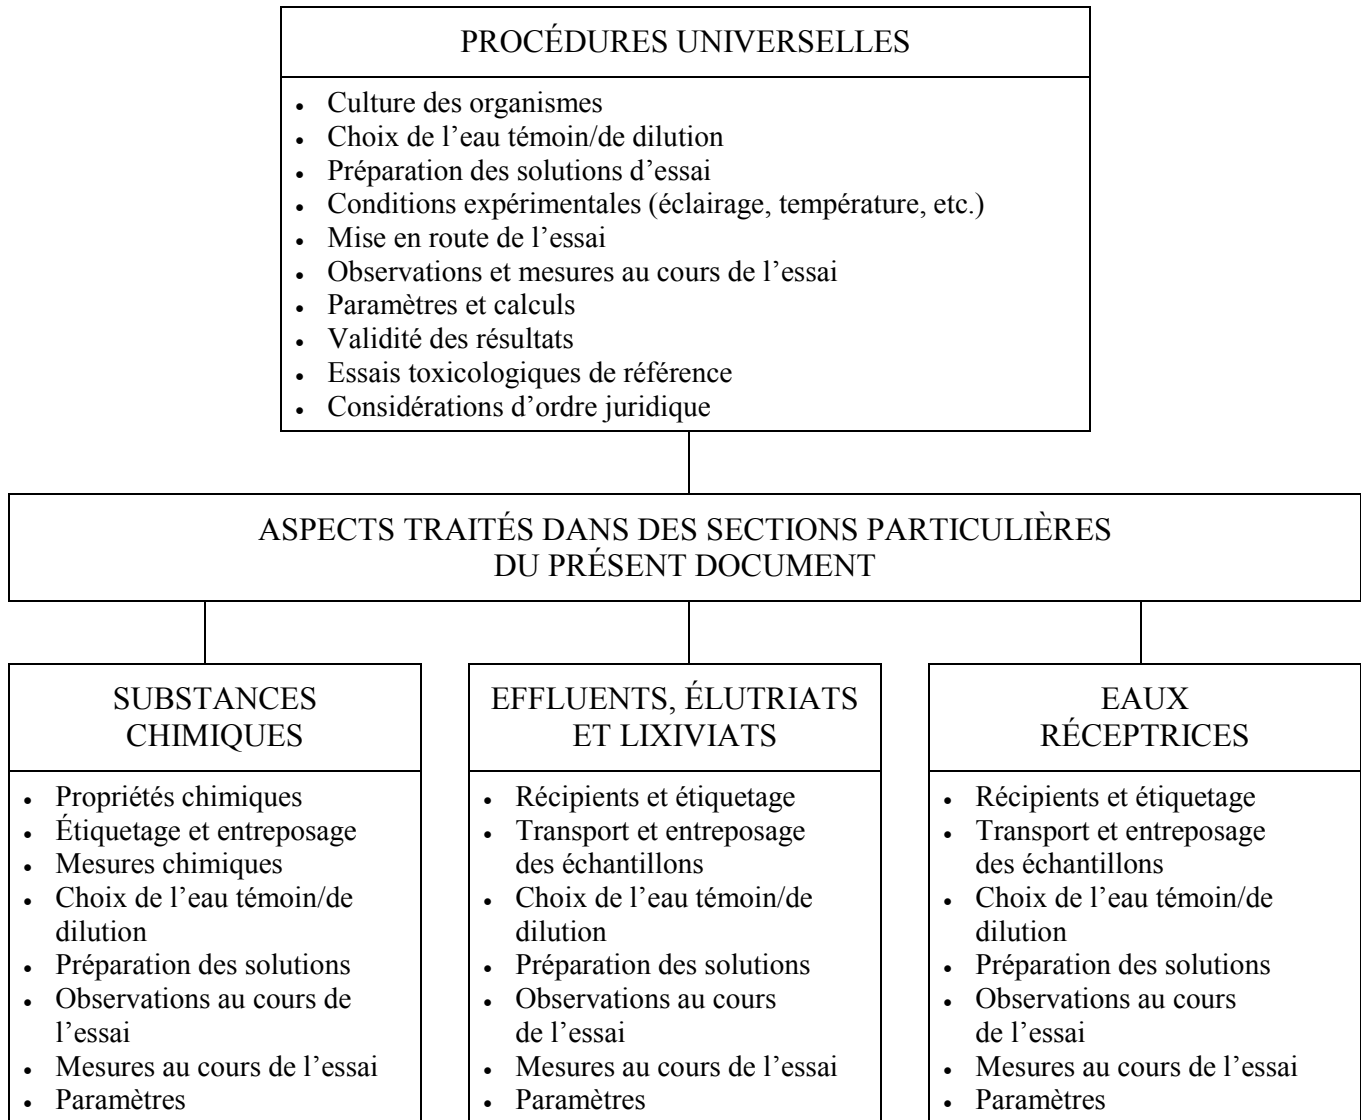 PROCÉDURES UNIVERSELLES
• Culture des organismes
• Choix de l’eau témoin/de dilution
• Préparation des solutions d’essai
• Conditions expérimentales (éclairage, température, etc.)
• Mise en route de l’essai
• Observations et mesures au cours de l’essai
• Paramètres et calculs
• Validité des résultats
• Essais toxicologiques de référence
• Considérations d’ordre juridique
ASPECTS TRAITÉS DANS DES SECTIONS PARTICULIÈRES
DU PRÉSENT DOCUMENT
SUBSTANCES
CHIMIQUES
• Propriétés chimiques
• Étiquetage et entreposage
• Mesures chimiques
• Choix de l’eau témoin/de
dilution
• Préparation des solutions
• Observations au cours de
l’essai
• Mesures au cours de l’essai
• Paramètres
EFFLUENTS, ÉLUTRIATS
ET LIXIVIATS
• Récipients et étiquetage
• Transport et entreposage
des échantillons
• Choix de l’eau témoin/de
dilution
• Préparation des solutions
• Observations au cours
de l’essai
• Mesures au cours de l’essai
• Paramètres
EAUX
RÉCEPTRICES
• Récipients et étiquetage
• Transport et entreposage
des échantillons
• Choix de l’eau témoin/de
dilution
• Préparation des solutions
• Observations au cours
de l’essai
• Mesures au cours de l’essai
• Paramètres